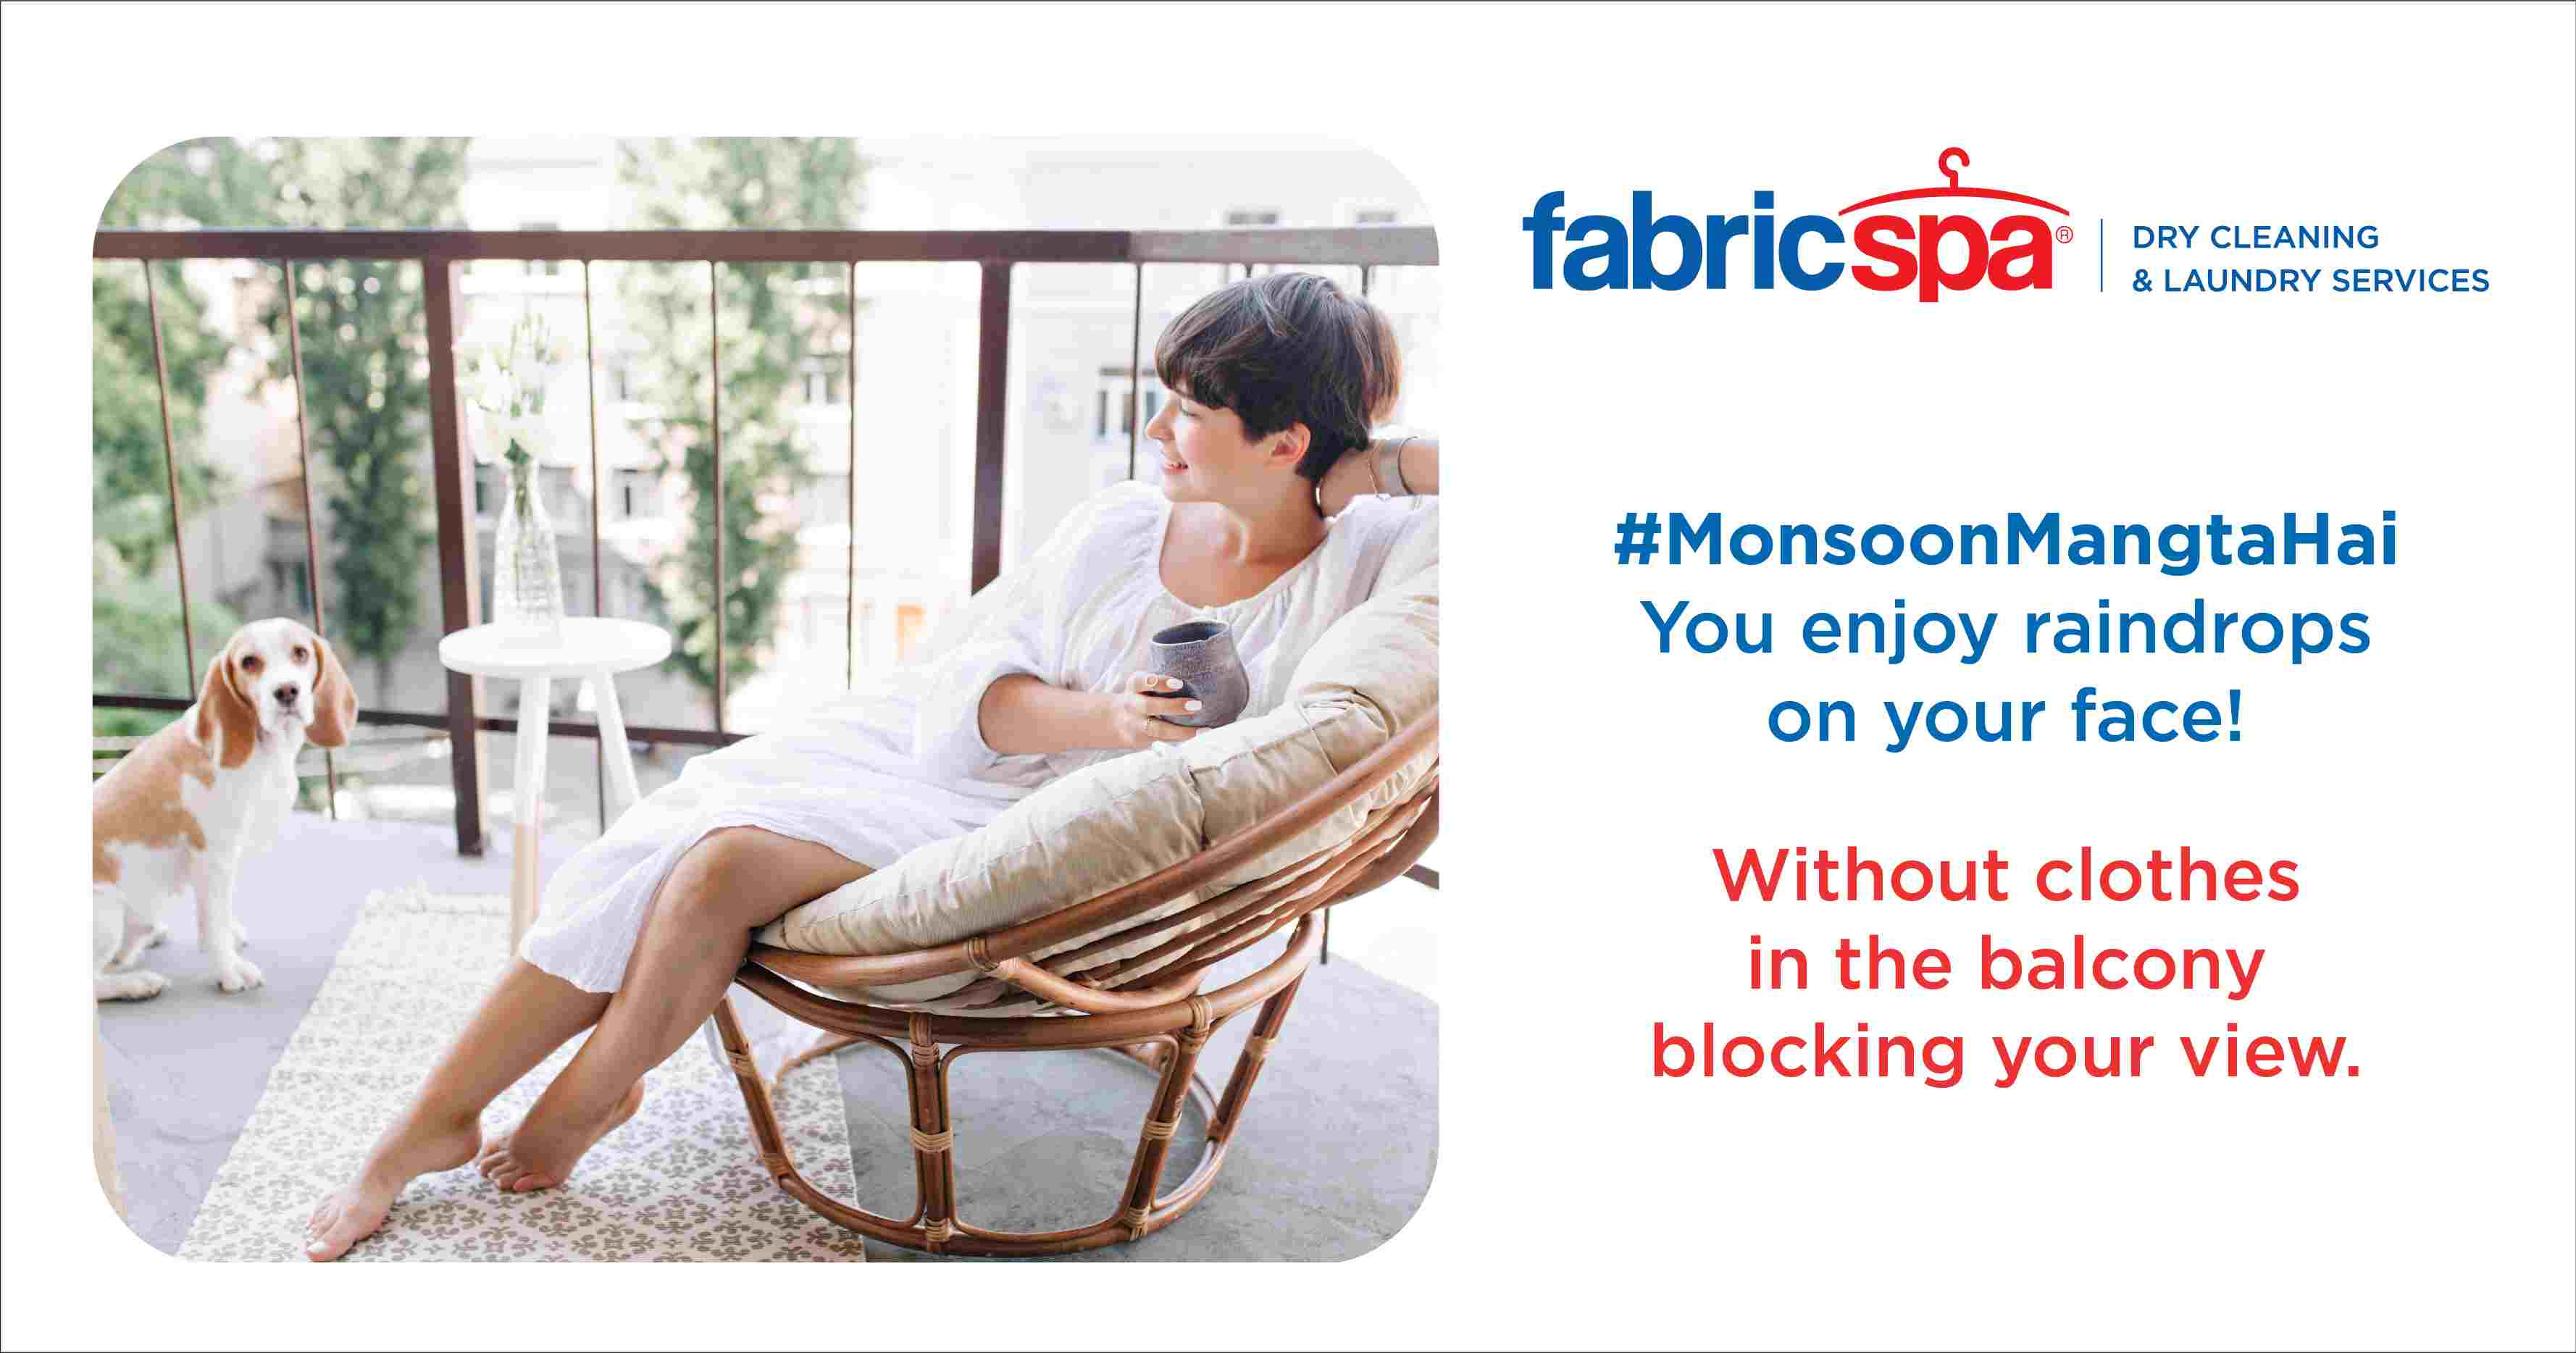 fabricspa®
DRY CLEANING
& LAUNDRY SERVICES
#MonsoonMangtaHai
You enjoy raindrops
on your face!
Without clothes
in the balcony
blocking your view.